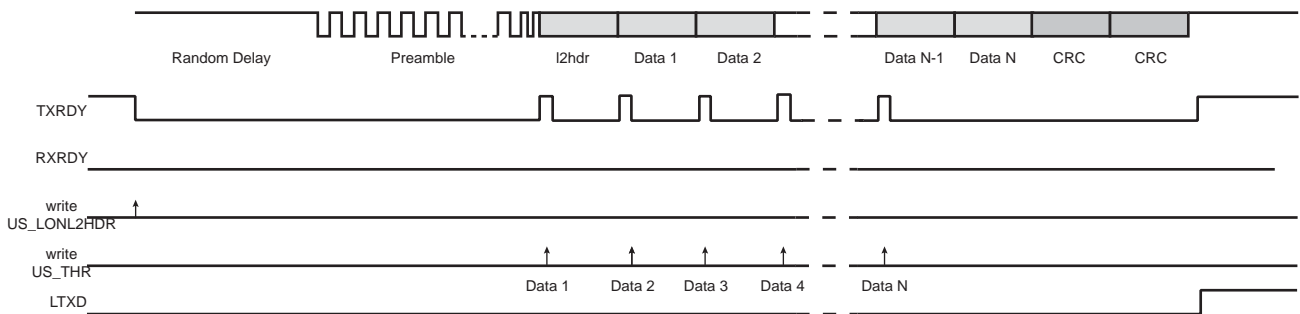 Random Delay Preamble l2hdr Data 1 Data 2 Data N-1 Data N CRC CRC
TXRDY
RXRDY
write
US_LONL2HDR
write
US_THR
Data 1 Data 2 Data 3 Data 4 Data N
LTXD